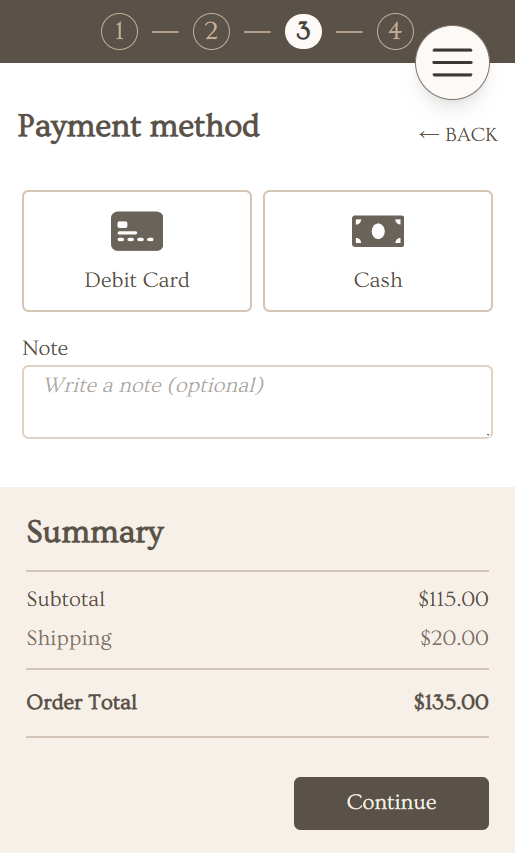 1 2 3 4
Payment method
← BACK
Debit Card
Cash
Note
Write a note (optional)
Summary
Subtotal $115.00
Shipping $20.00
Order Total $135.00
Continue